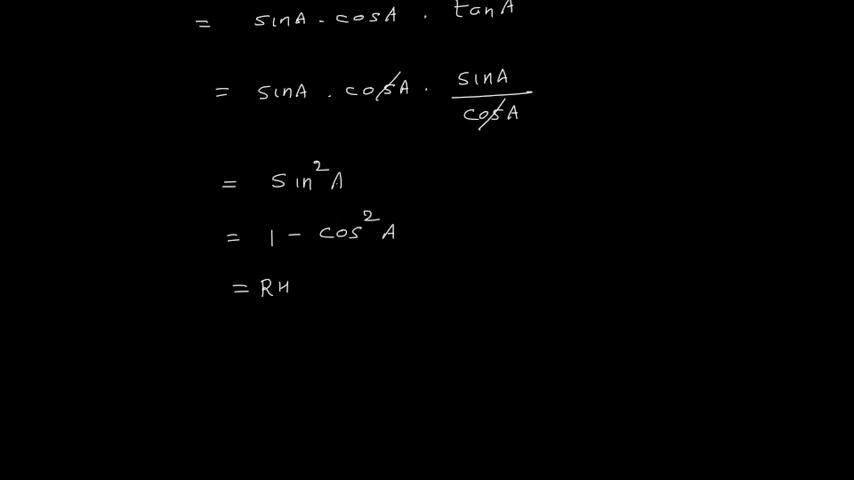 = sinA . cosA . tanA
= sinA . cosA . sinA / cosA
= sin²A
= 1 - cos²A
= RH